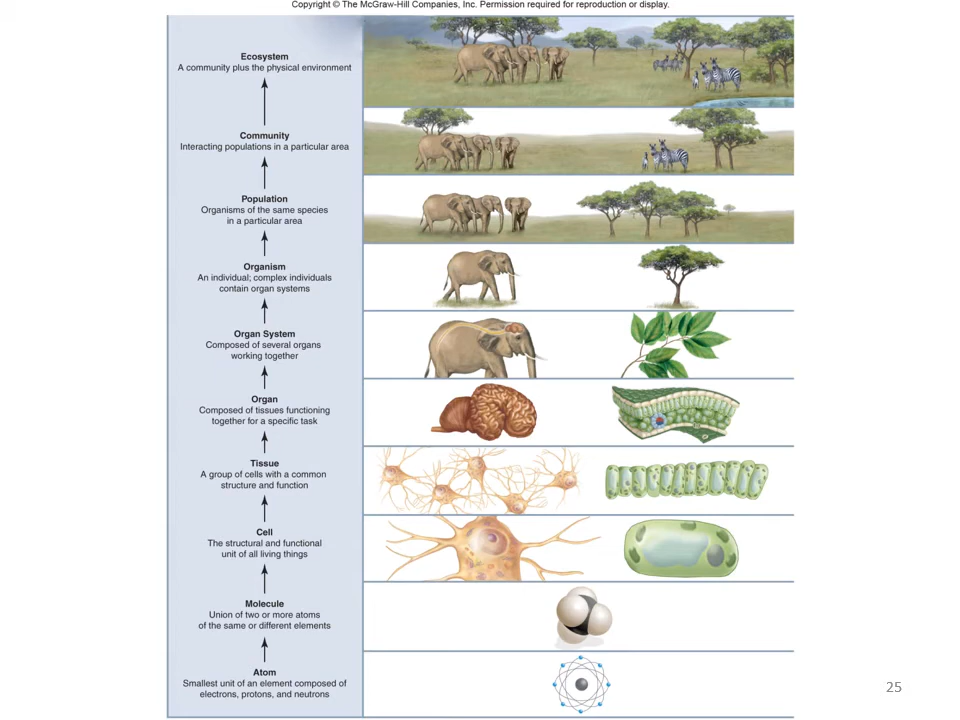 Copyright © The McGraw-Hill Companies, Inc. Permission required for reproduction or display.
Ecosystem
A community plus the physical environment
Community
Interacting populations in a particular area
Population
Organisms of the same species
in a particular area
Organism
An individual; complex individuals
contain organ systems
Organ System
Composed of several organs
working together
Organ
Composed of tissues functioning
together for a specific task
Tissue
A group of cells with a common
structure and function
Cell
The structural and functional
unit of all living things
Molecule
Union of two or more atoms
of the same or different elements
Atom
Smallest unit of an element composed of
electrons, protons, and neutrons
25